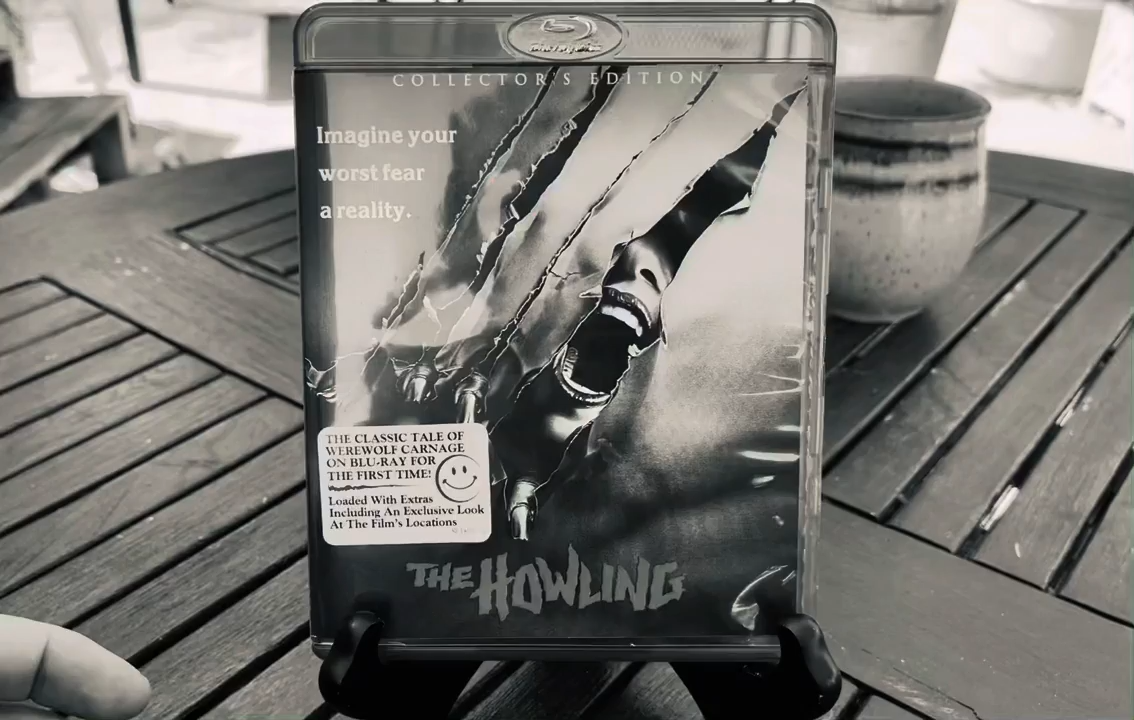 COLLECTOR'S EDITION
Imagine your
worst fear
a reality.
THE CLASSIC TALE OF
WEREWOLF CARNAGE
ON BLU-RAY FOR
THE FIRST TIME!
Loaded With Extras
Including An Exclusive Look
At The Film's Locations
THE HOWLING